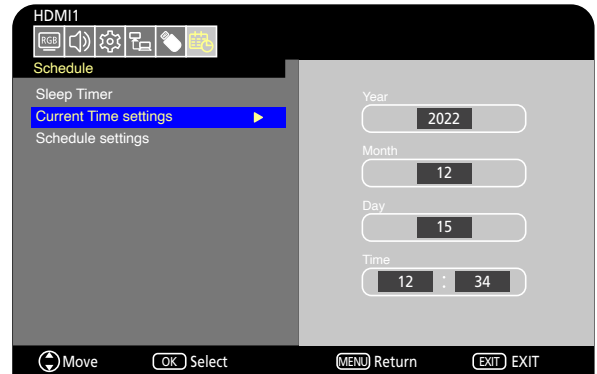 HDMI1
RGB
Schedule
Sleep Timer
Current Time settings
Schedule settings
Year
2022
Month
12
Day
15
Time
12 : 34
Move OK Select MENU Return EXIT EXIT